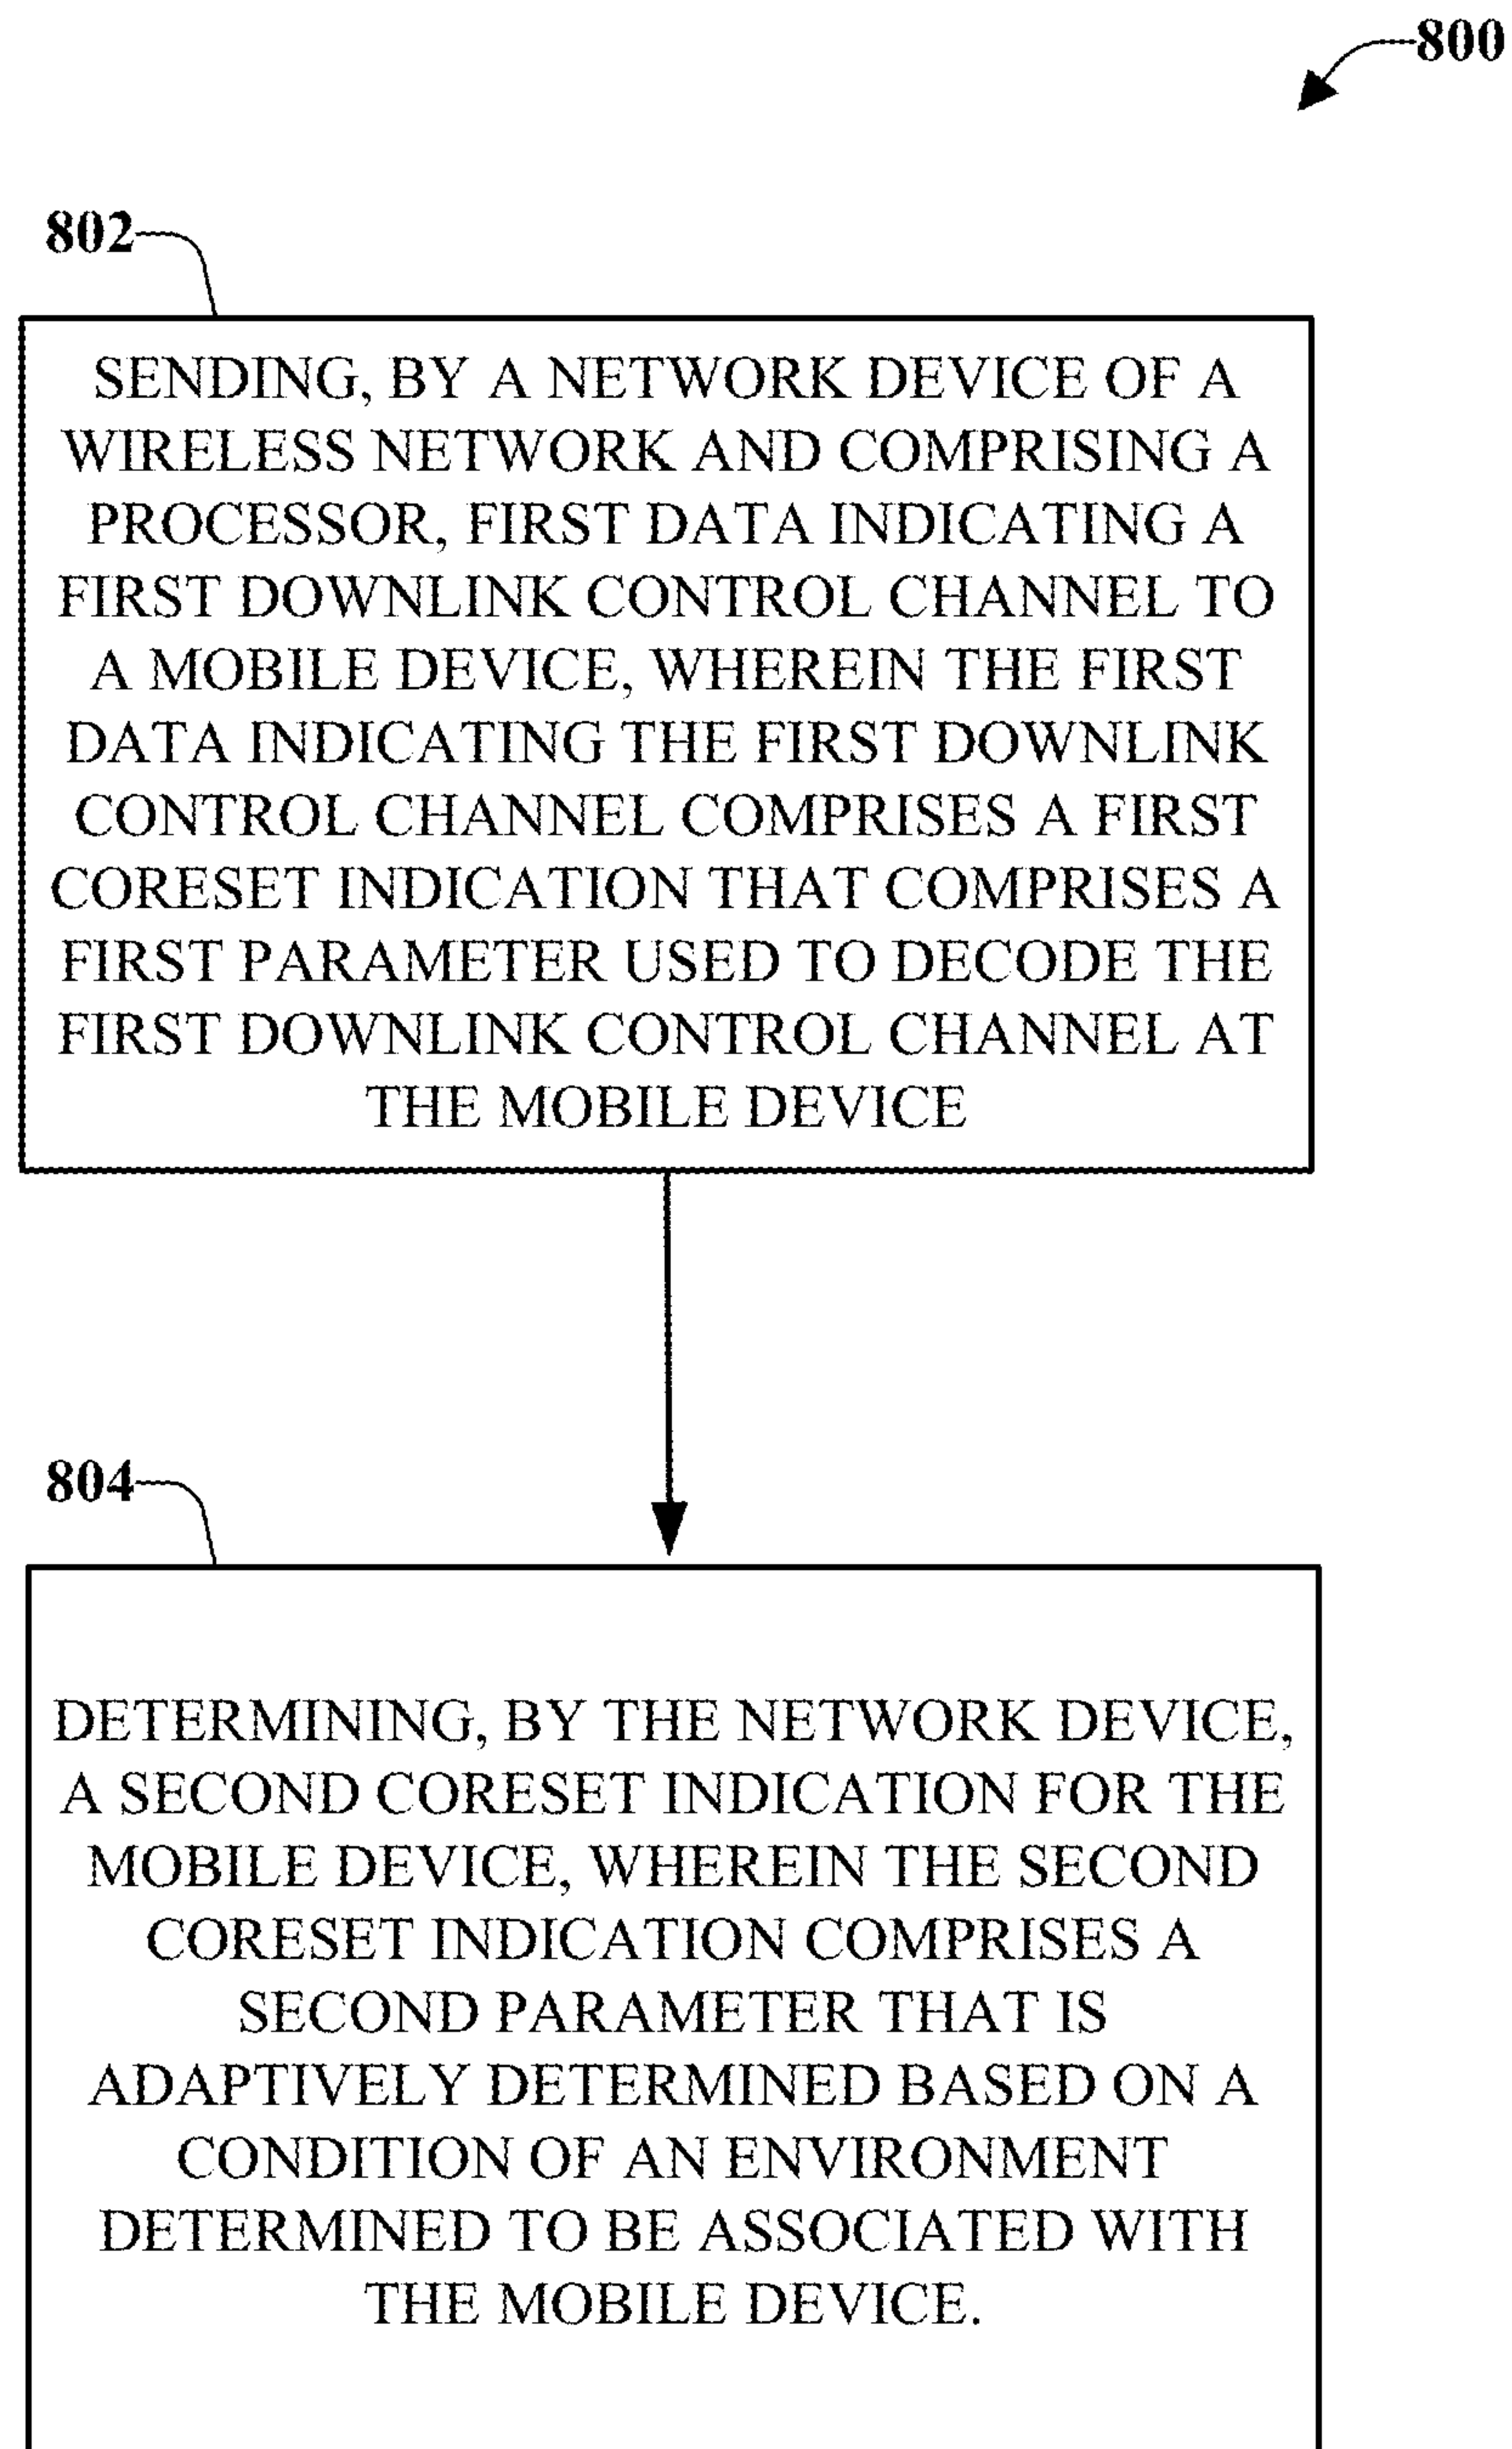 800
802
SENDING, BY A NETWORK DEVICE OF A
WIRELESS NETWORK AND COMPRISING A
PROCESSOR, FIRST DATA INDICATING A
FIRST DOWNLINK CONTROL CHANNEL TO
A MOBILE DEVICE, WHEREIN THE FIRST
DATA INDICATING THE FIRST DOWNLINK
CONTROL CHANNEL COMPRISES A FIRST
CORESET INDICATION THAT COMPRISES A
FIRST PARAMETER USED TO DECODE THE
FIRST DOWNLINK CONTROL CHANNEL AT
THE MOBILE DEVICE
804
DETERMINING, BY THE NETWORK DEVICE,
A SECOND CORESET INDICATION FOR THE
MOBILE DEVICE, WHEREIN THE SECOND
CORESET INDICATION COMPRISES A
SECOND PARAMETER THAT IS
ADAPTIVELY DETERMINED BASED ON A
CONDITION OF AN ENVIRONMENT
DETERMINED TO BE ASSOCIATED WITH
THE MOBILE DEVICE.